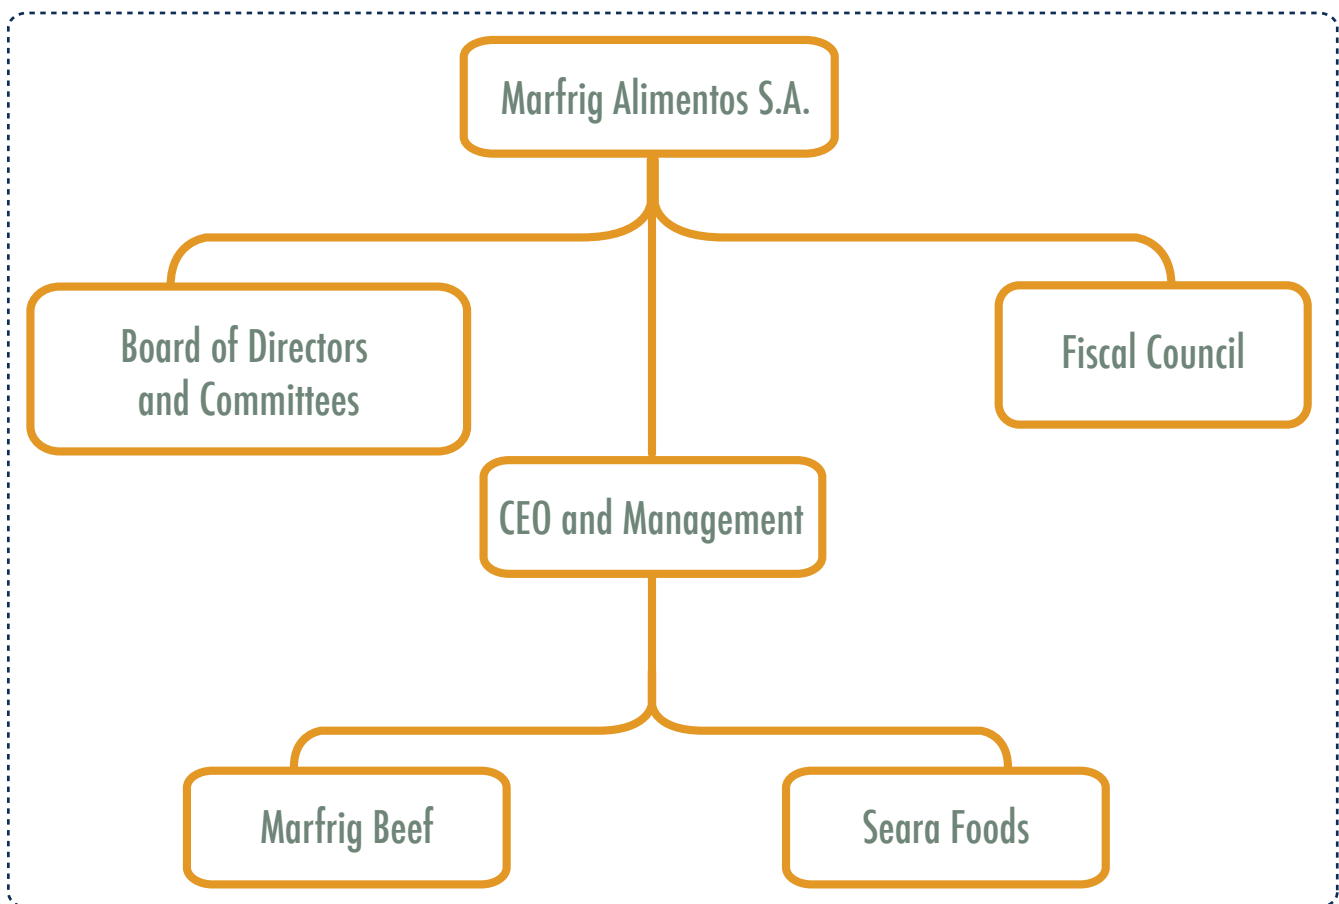 Marfrig Alimentos S.A.
Board of Directors
and Committees
Fiscal Council
CEO and Management
Marfrig Beef
Seara Foods